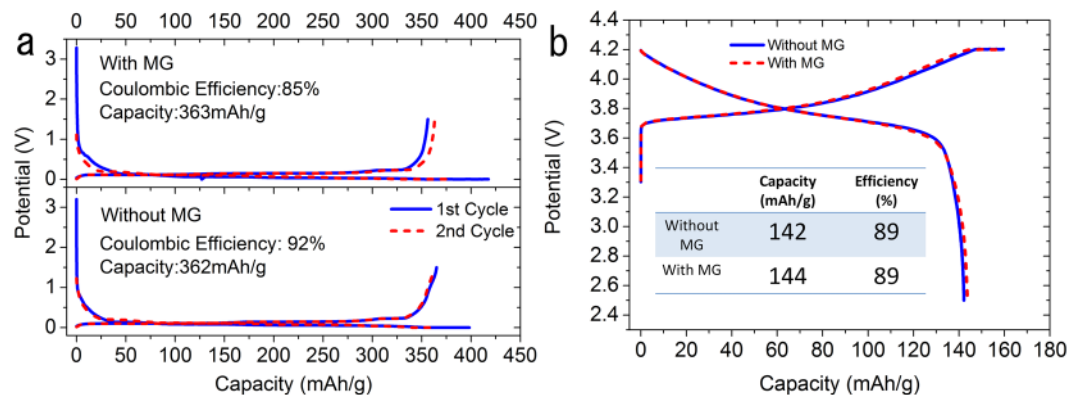 a
With MG
Coulombic Efficiency:85%
Capacity:363mAh/g
0 50 100 150 200 250 300 350 400 450
3
2
1
0
Without MG
Coulombic Efficiency: 92%
Capacity:362mAh/g
1st Cycle
2nd Cycle
3
2
1
0
0 50 100 150 200 250 300 350 400 450
Potential (V)
Capacity (mAh/g)
b
Without MG
With MG
4.4
4.2
4.0
3.8
3.6
3.4
3.2
3.0
2.8
2.6
2.4
Potential (V)
Capacity (mAh/g)
Efficiency (%)
Without MG
142
89
With MG
144
89
0 20 40 60 80 100 120 140 160 180
Capacity (mAh/g)